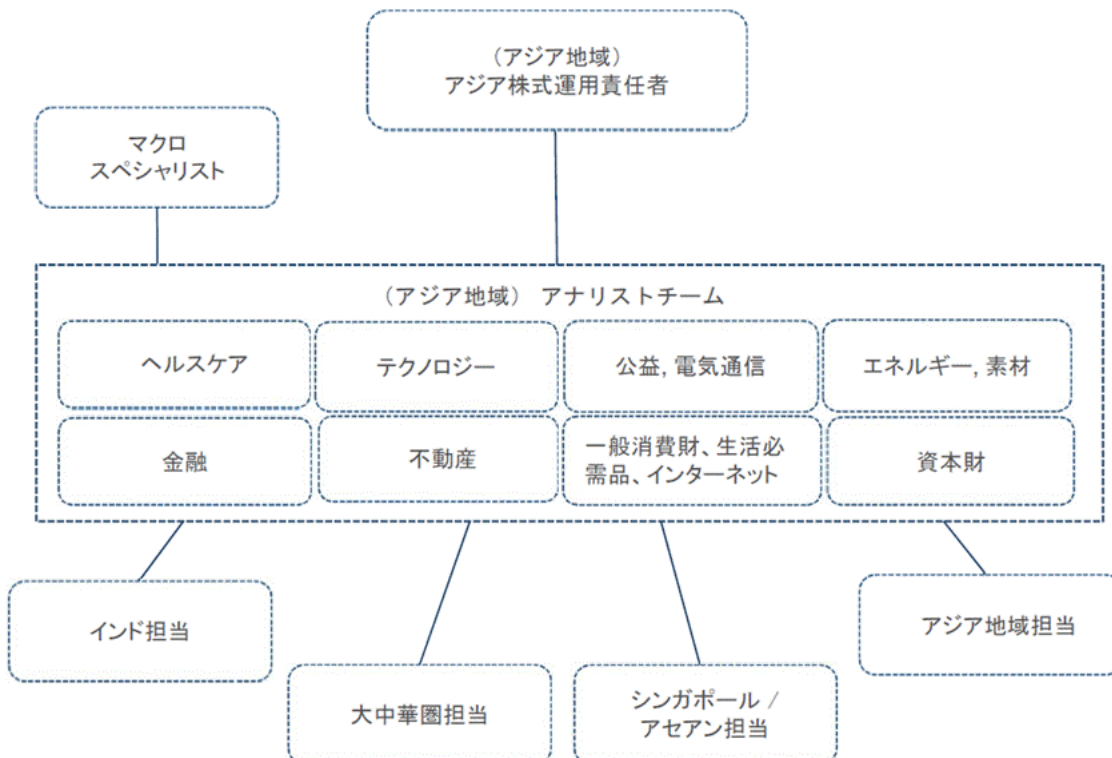 （アジア地域）
アジア株式運用責任者
マクロ
スペシャリスト
（アジア地域） アナリストチーム
ヘルスケア
テクノロジー
公益, 電気通信
エネルギー, 素材
金融
不動産
一般消費財、生活必
需品、インターネット
資本財
インド担当
アジア地域担当
大中華圏担当
シンガポール /
アセアン担当